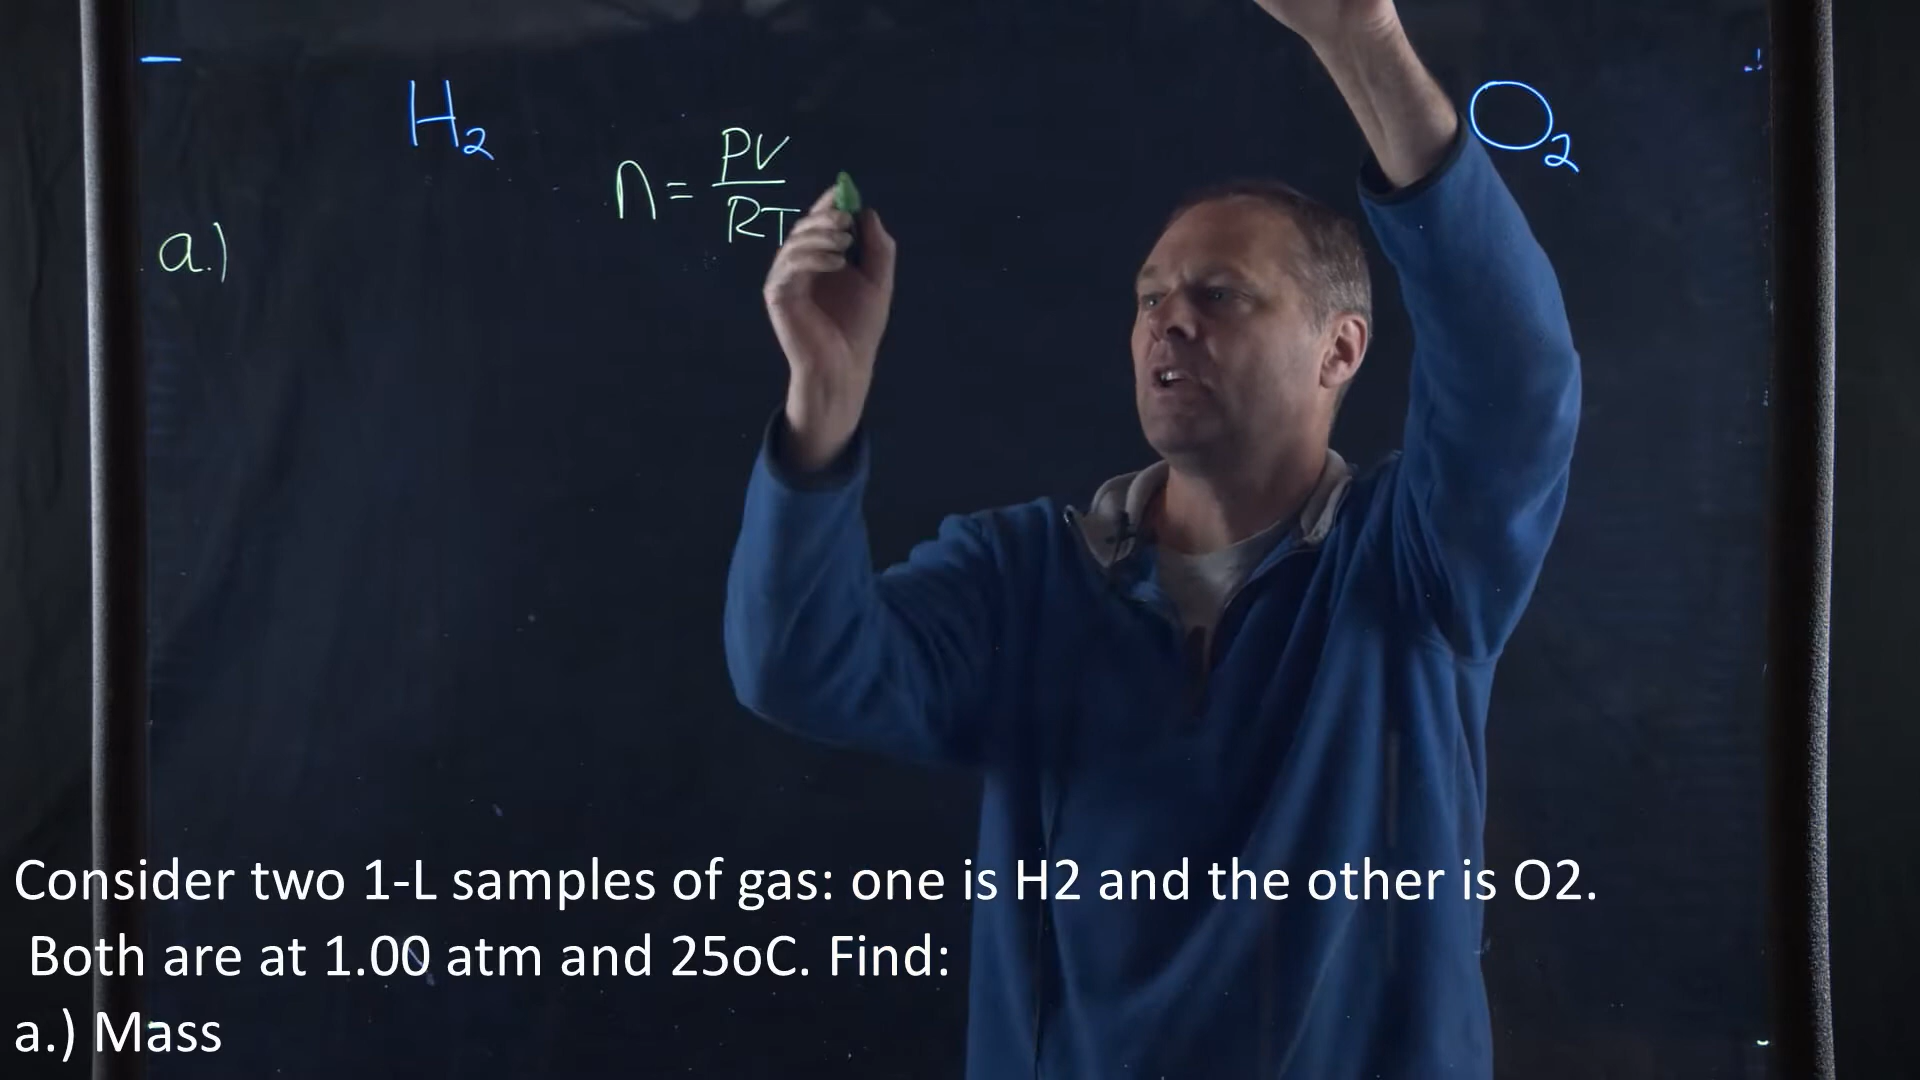 H2
O2
n = PV/RT
a.)
Consider two 1-L samples of gas: one is H2 and the other is O2.
Both are at 1.00 atm and 25oC. Find:
a.) Mass